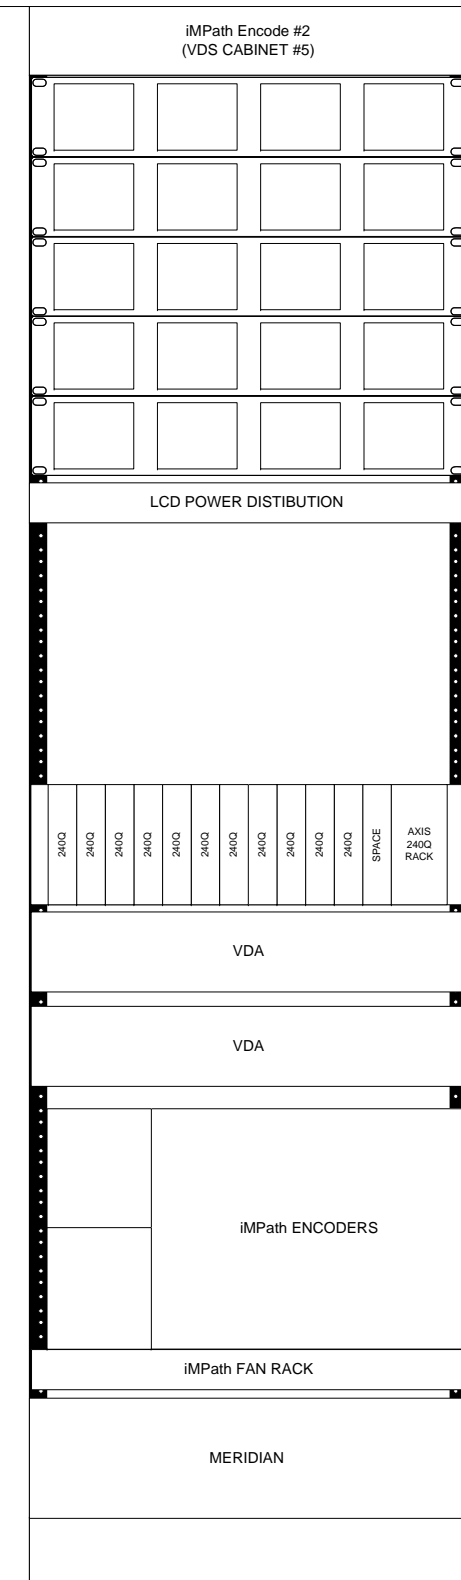 iMPath Encode #2
(VDS CABINET #5)
LCD POWER DISTIBUTION
240Q
240Q
240Q
240Q
240Q
240Q
240Q
240Q
240Q
240Q
240Q
SPACE
AXIS
240Q
RACK
VDA
VDA
iMPath ENCODERS
iMPath FAN RACK
MERIDIAN